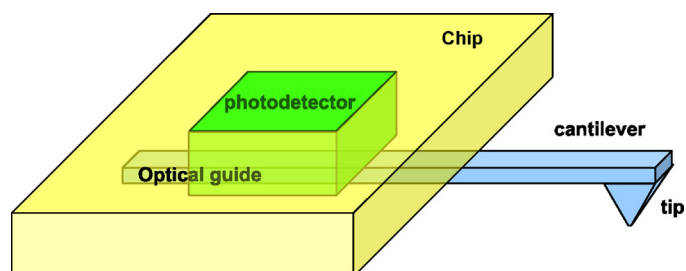 Chip
photodetector
cantilever
Optical guide
tip